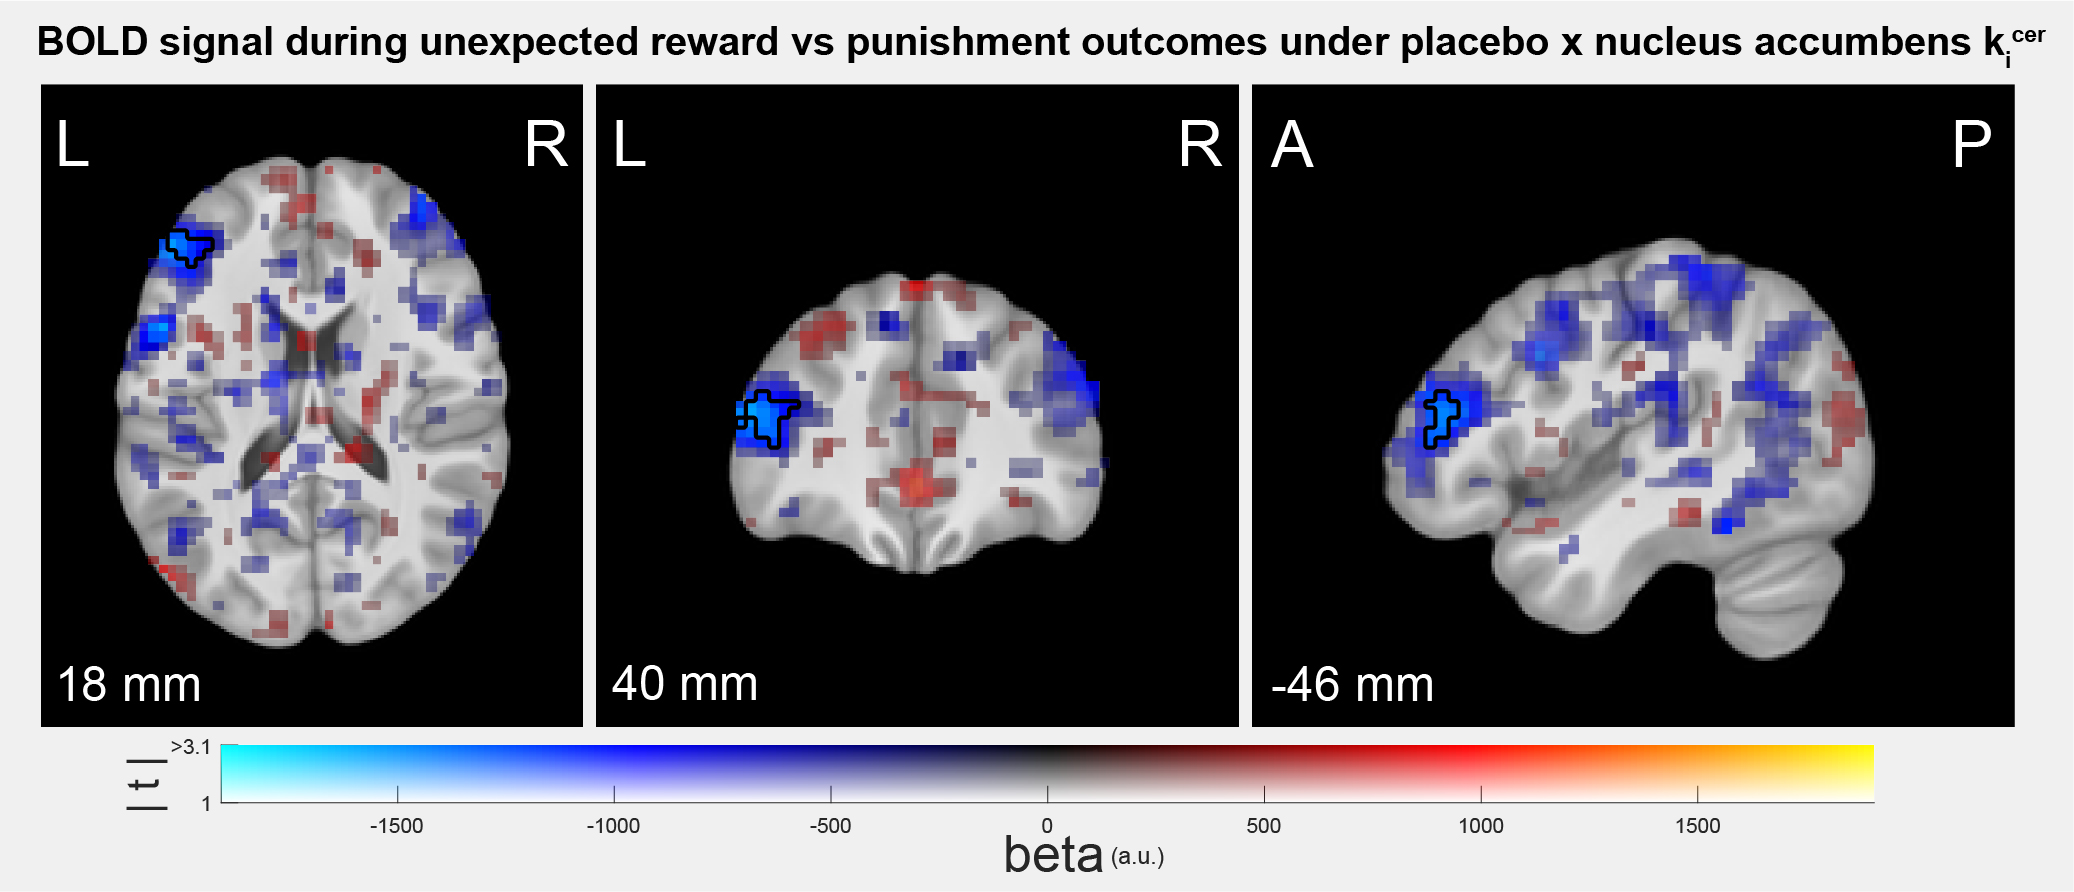 BOLD signal during unexpected reward vs punishment outcomes under placebo x nucleus accumbens kᵢᶜᵉʳ
L R
L R
A P
18 mm
40 mm
-46 mm
>3.1
| t |
1
-1500 -1000 -500 0 500 1000 1500
beta (a.u.)